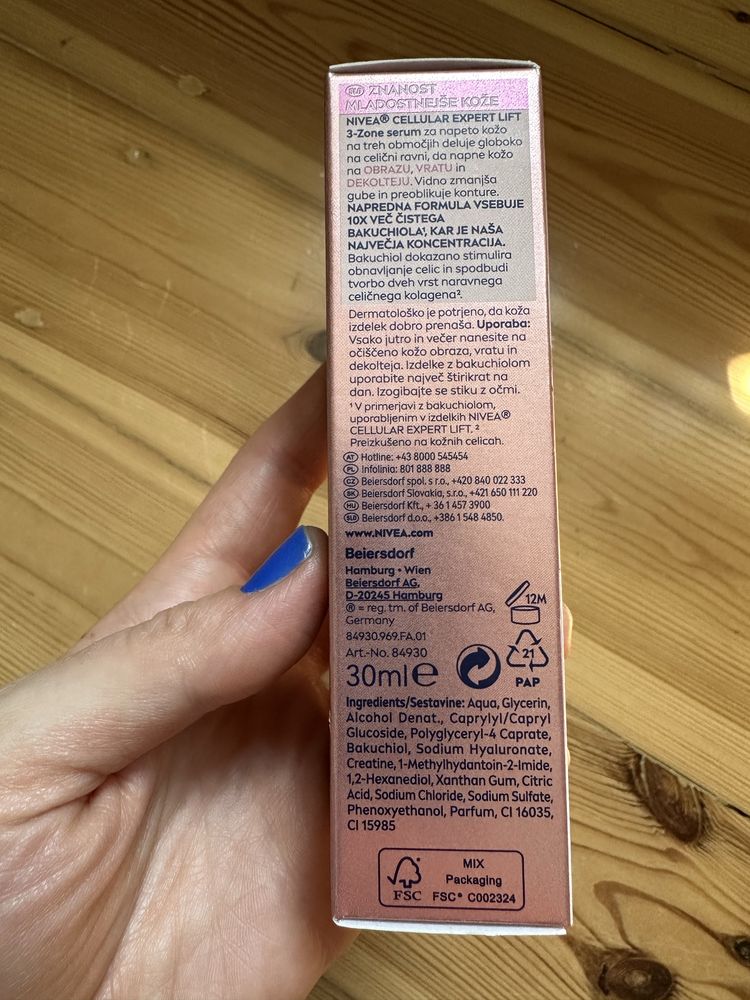 SLO ZNANOST
MLADOSTNEJŠE KOŽE
NIVEA® CELLULAR EXPERT LIFT
3-Zone serum za napeto kožo
na treh območjih deluje globoko
na celični ravni, da napne kožo
na OBRAZU, VRATU in
DEKOLTEJU. Vidno zmanjša
gube in preoblikuje konture.
NAPREDNA FORMULA VSEBUJE
10X VEČ ČISTEGA
BAKUCHIOLA¹, KAR JE NAŠA
NAJVEČJA KONCENTRACIJA.
Bakuchiol dokazano stimulira
obnavljanje celic in spodbudi
tvorbo dveh vrst naravnega
celičnega kolagena².
Dermatološko je potrjeno, da koža
izdelek dobro prenaša. Uporaba:
Vsako jutro in večer nanesite na
očiščeno kožo obraza, vratu in
dekolteja. Izdelke z bakuchiolom
uporabite največ štirikrat na
dan. Izogibajte se stiku z očmi.
¹ V primerjavi z bakuchiolom,
uporabljenim v izdelkih NIVEA®
CELLULAR EXPERT LIFT. ²
Preizkušeno na kožnih celicah.
AT Hotline: +43 8000 545454
PL Infolinia: 801 888 888
CZ Beiersdorf spol. s r.o., +420 840 022 333
SK Beiersdorf Slovakia, s.r.o., +421 650 111 220
HU Beiersdorf Kft., + 36 1 457 3900
SLO Beiersdorf d.o.o., +386 1 548 4850.
www.NIVEA.com
Beiersdorf
Hamburg • Wien
Beiersdorf AG,
D-20245 Hamburg
® = reg. tm. of Beiersdorf AG,
Germany
84930.969.FA.01
Art.-No. 84930
30ml e
12M
21
PAP
Ingredients/Sestavine: Aqua, Glycerin,
Alcohol Denat., Caprylyl/Capryl
Glucoside, Polyglyceryl-4 Caprate,
Bakuchiol, Sodium Hyaluronate,
Creatine, 1-Methylhydantoin-2-Imide,
1,2-Hexanediol, Xanthan Gum, Citric
Acid, Sodium Chloride, Sodium Sulfate,
Phenoxyethanol, Parfum, CI 16035,
CI 15985
FSC
MIX
Packaging
FSC® C002324